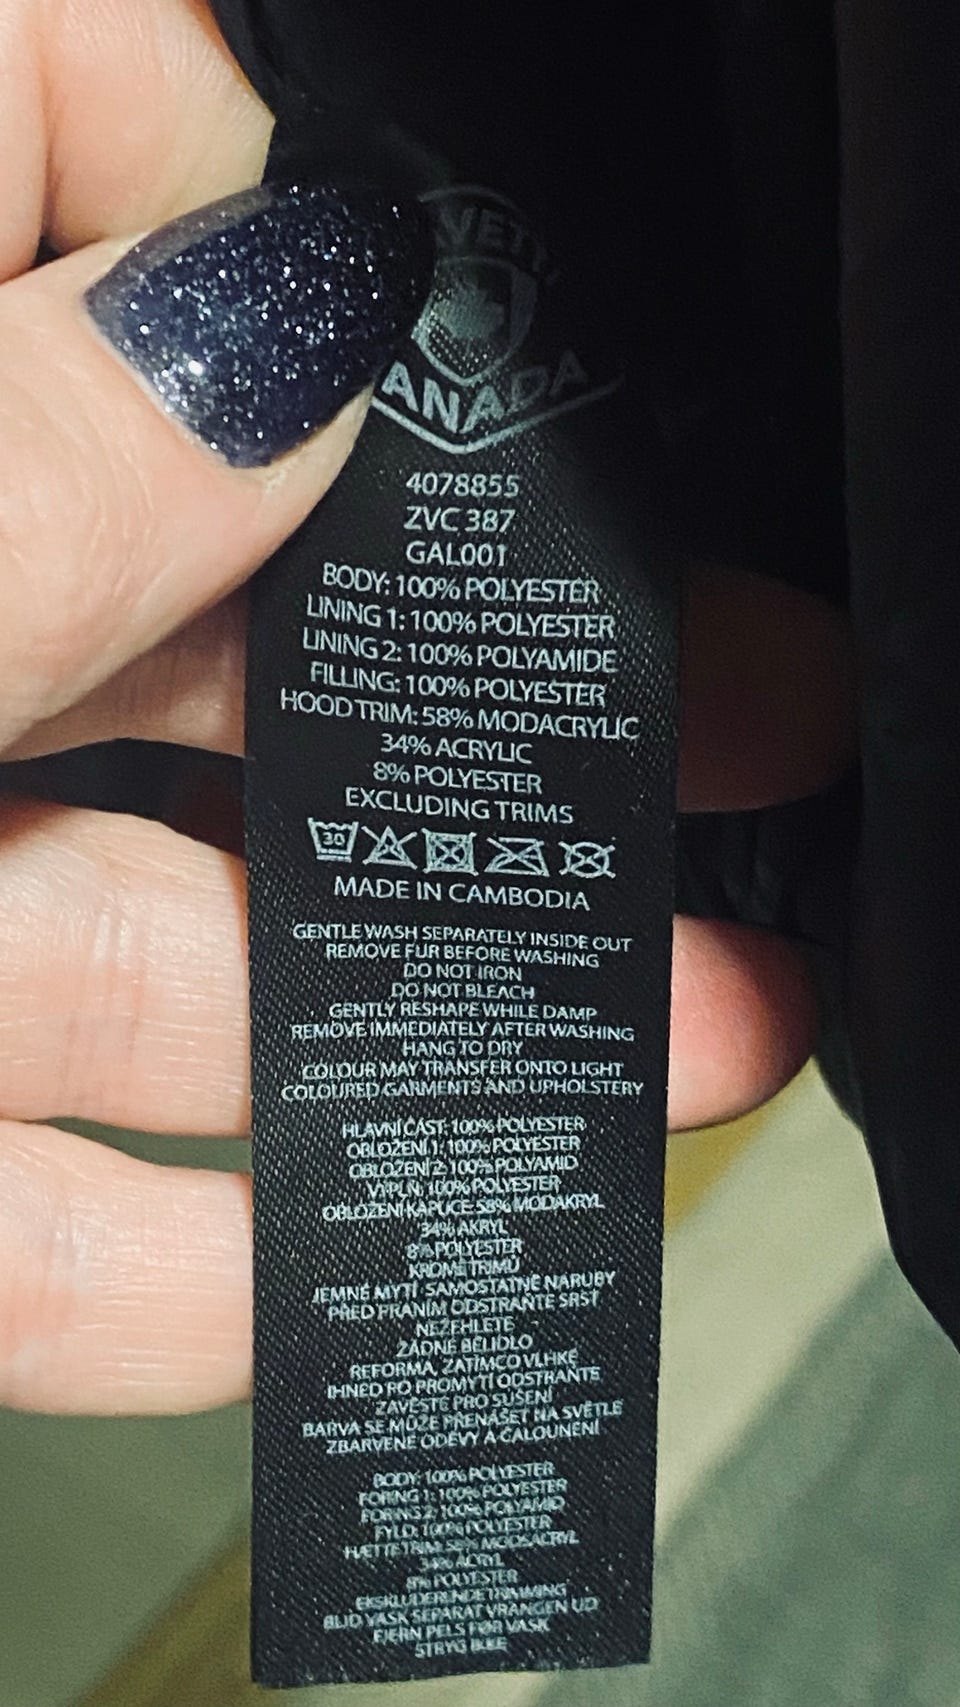 ANADA
4078855
ZVC 387
GAL001
BODY: 100% POLYESTER
LINING 1: 100% POLYESTER
LINING 2: 100% POLYAMIDE
FILLING: 100% POLYESTER
HOOD TRIM: 58% MODACRYLIC
34% ACRYLIC
8% POLYESTER
EXCLUDING TRIMS
30
MADE IN CAMBODIA
GENTLE WASH SEPARATELY INSIDE OUT
REMOVE FUR BEFORE WASHING
DO NOT IRON
DO NOT BLEACH
GENTLY RESHAPE WHILE DAMP
REMOVE IMMEDIATELY AFTER WASHING
HANG TO DRY
COLOUR MAY TRANSFER ONTO LIGHT
COLOURED GARMENTS AND UPHOLSTERY
HLAVNÍ ČÁST: 100% POLYESTER
OBLOŽENÍ 1: 100% POLYESTER
OBLOŽENÍ 2: 100% POLYAMID
VÝPLŇ: 100% POLYESTER
OBLOŽENÍ KAPUCE: 58% MODAKRYL
34% AKRYL
8% POLYESTER
KROMĚ TRIMŮ
JEMNÉ MYTÍ SAMOSTATNĚ NARUBY
PŘED PRANÍM ODSTRAŇTE SRST
NEŽEHLETE
ŽÁDNÉ BĚLIDLO
REFORMA, ZATÍMCO VLHKÉ
IHNED PO PROMYTÍ ODSTRAŇTE
ZAVĚSTE PRO SUŠENÍ
BARVA SE MŮŽE PŘENÁŠET NA SVĚTLE
ZBARVENÉ ODĚVY A ČALOUNĚNÍ
BODY: 100% POLYESTER
FORING 1: 100% POLYESTER
FORING 2: 100% POLYAMID
FYLD: 100% POLYESTER
HÆTTETRIM: 58% MODSACRYL
34% ACRYL
8% POLYESTER
EKSKLUDERENDE TRIMMING
BLID VASK SEPARAT VRANGEN UD
FJERN PELS FØR VASK
STRYG IKKE